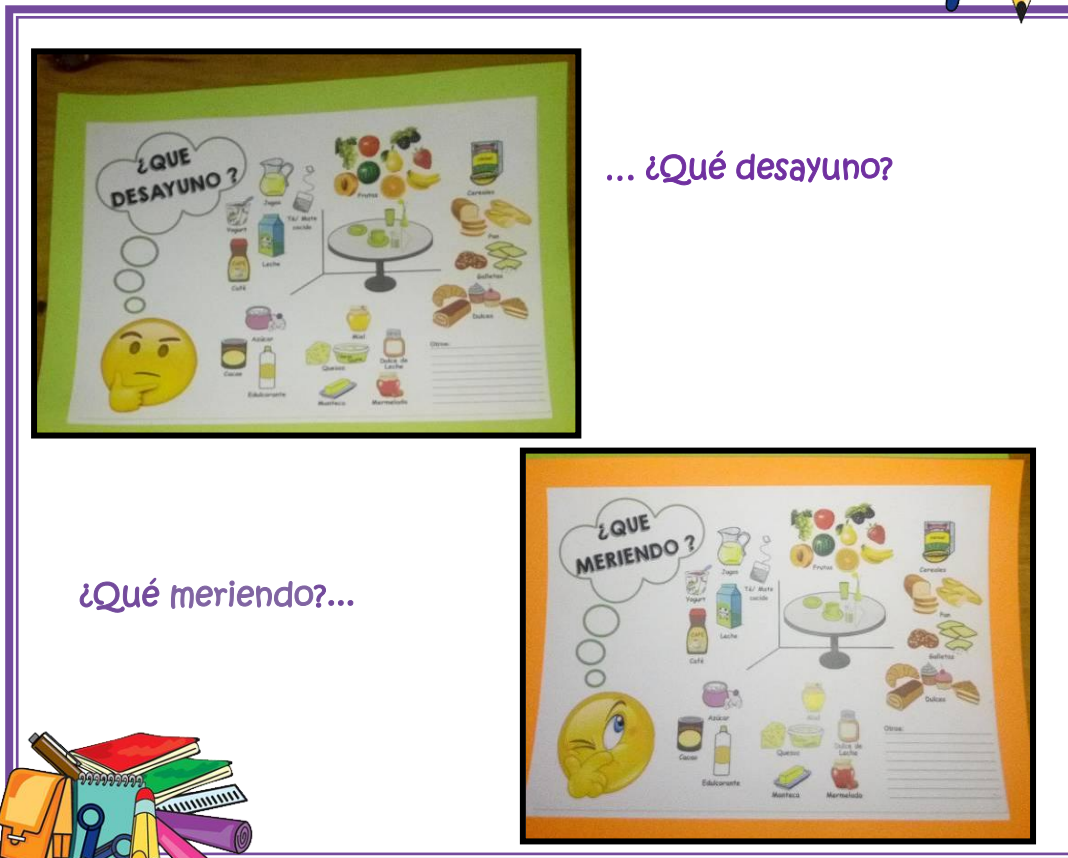 ... ¿Qué desayuno?
¿QUE
DESAYUNO ?
Jugos
Frutas
Cereales
Yogurt
Té/ Mate
cocido
Pan
Leche
Galletas
Café
Dulces
Azúcar
Miel
Otros:
Cacao
Quesos
Dulce de
Leche
Edulcorante
Manteca
Mermelada
¿Qué meriendo?...
¿QUE
MERIENDO ?
Jugos
Frutas
Cereales
Yogurt
Té/ Mate
cocido
Pan
Leche
Galletas
Café
Dulces
Azúcar
Miel
Otros:
Cacao
Quesos
Dulce de
Leche
Edulcorante
Manteca
Mermelada